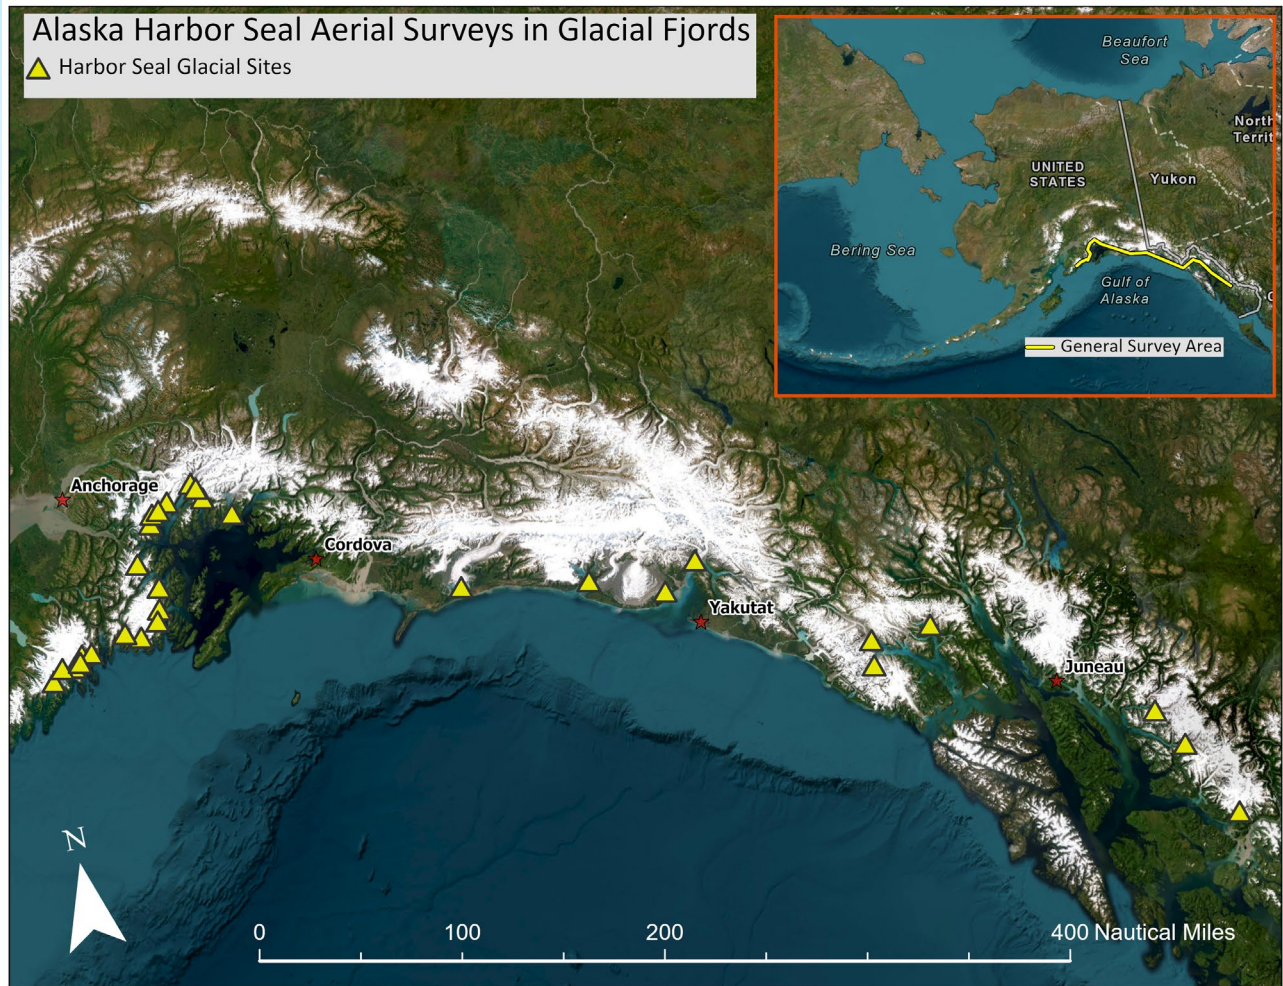 Alaska Harbor Seal Aerial Surveys in Glacial Fjords
Harbor Seal Glacial Sites
Beaufort
Sea
North
Territ
UNITED
STATES
Yukon
Bering Sea
Gulf of
Alaska
C
General Survey Area
Anchorage
Cordova
Yakutat
Juneau
N
0 100 200 400 Nautical Miles